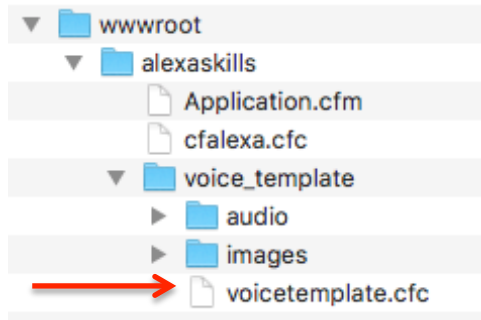 wwwroot
alexaskills
Application.cfm
cfalexa.cfc
voice_template
audio
images
voicetemplate.cfc